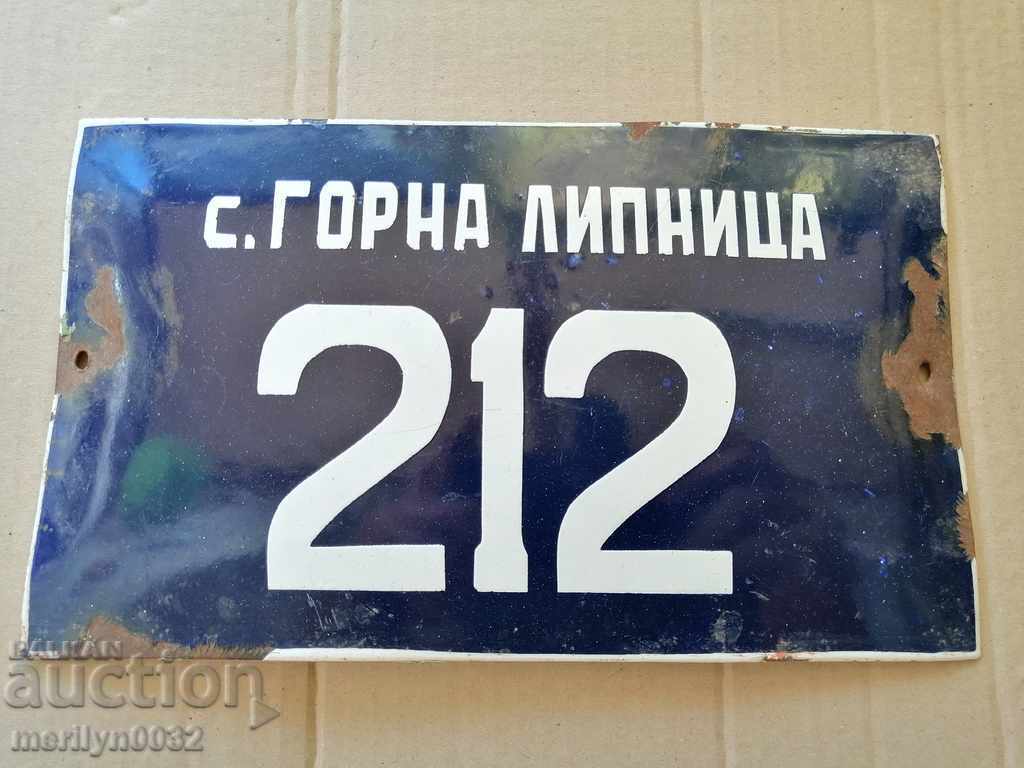 с. ГОРНА ЛИПНИЦА
212
BALKAN
auction
merilyn0032